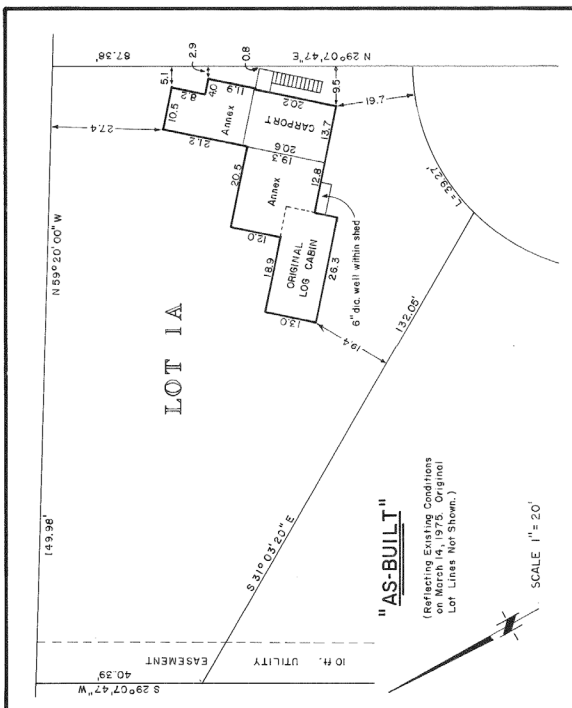 N 29° 07' 47" E
87.38'
5.1
2.9
0.8
9.5
19.7
L = 39.27
27.4
10.5
8.2
4.0
11.6
Annex
21.2
20.2
CARPORT
20.6
19.3
13.7
20.5
Annex
12.8
12.0
18.9
ORIGINAL
LOG CABIN
26.3
13.0
6" dia. well within shed
19.4
132.05'
S 31° 03' 20" E
N 59° 20' 00" W
149.98'
LOT 1A
10 ft. UTILITY EASEMENT
40.39'
S 29° 07' 47" W
"AS-BUILT"
(Reflecting Existing Conditions
on March 14, 1975. Original
Lot Lines Not Shown.)
SCALE 1" = 20'